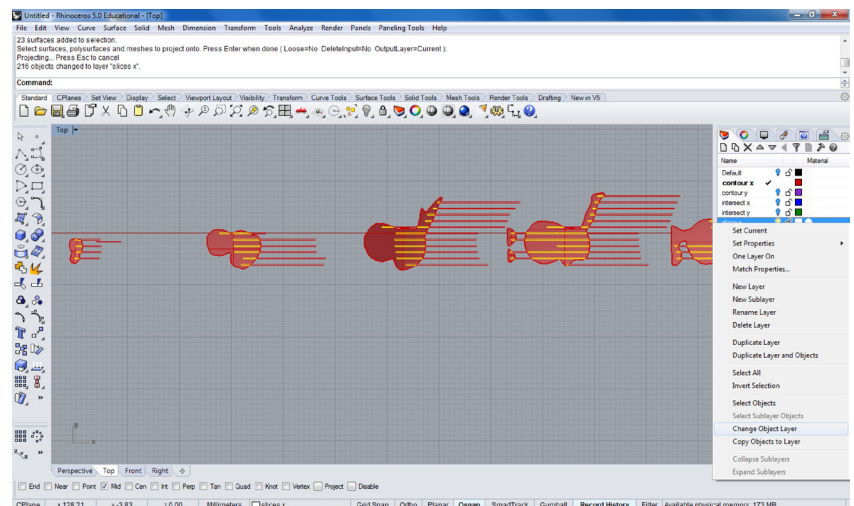 Untitled - Rhinoceros 5.0 Educational - [Top]
File Edit View Curve Surface Solid Mesh Dimension Transform Tools Analyze Render Panels Paneling Tools Help
23 surfaces added to selection.
Select surfaces, polysurfaces and meshes to project onto. Press Enter when done ( Loose=No DeleteInput=No OutputLayer=Current ):
Projecting... Press Esc to cancel
216 objects changed to layer "slices x".
Command:
Standard CPlanes Set View Display Select Viewport Layout Visibility Transform Curve Tools Surface Tools Solid Tools Mesh Tools Render Tools Drafting New in V5
Top
Name Material
Default
contour x
contour y
intersect x
intersect y
Set Current
Set Properties
One Layer On
Match Properties...
New Layer
New Sublayer
Rename Layer
Delete Layer
Duplicate Layer
Duplicate Layer and Objects
Select All
Invert Selection
Select Objects
Select Sublayer Objects
Change Object Layer
Copy Objects to Layer
Collapse Sublayers
Expand Sublayers
x
Perspective Top Front Right
End Near Point Mid Cen Int Perp Tan Quad Knot Vertex Project Disable
CPlane x 128.21 y -3.83 z 0.00 Millimeters slices x Grid Snap Ortho Planar Osnap SmartTrack Gumball Record History Filter Available physical memory: 173 MB